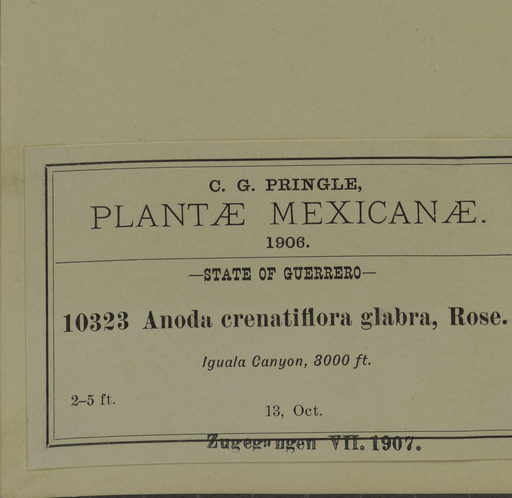 C. G. PRINGLE,
PLANTÆ MEXICANÆ.
1906.
—STATE OF GUERRERO—
10323 Anoda crenatiflora glabra, Rose.
Iguala Canyon, 3000 ft.
2–5 ft.
13, Oct.
Zugegangen VII. 1907.